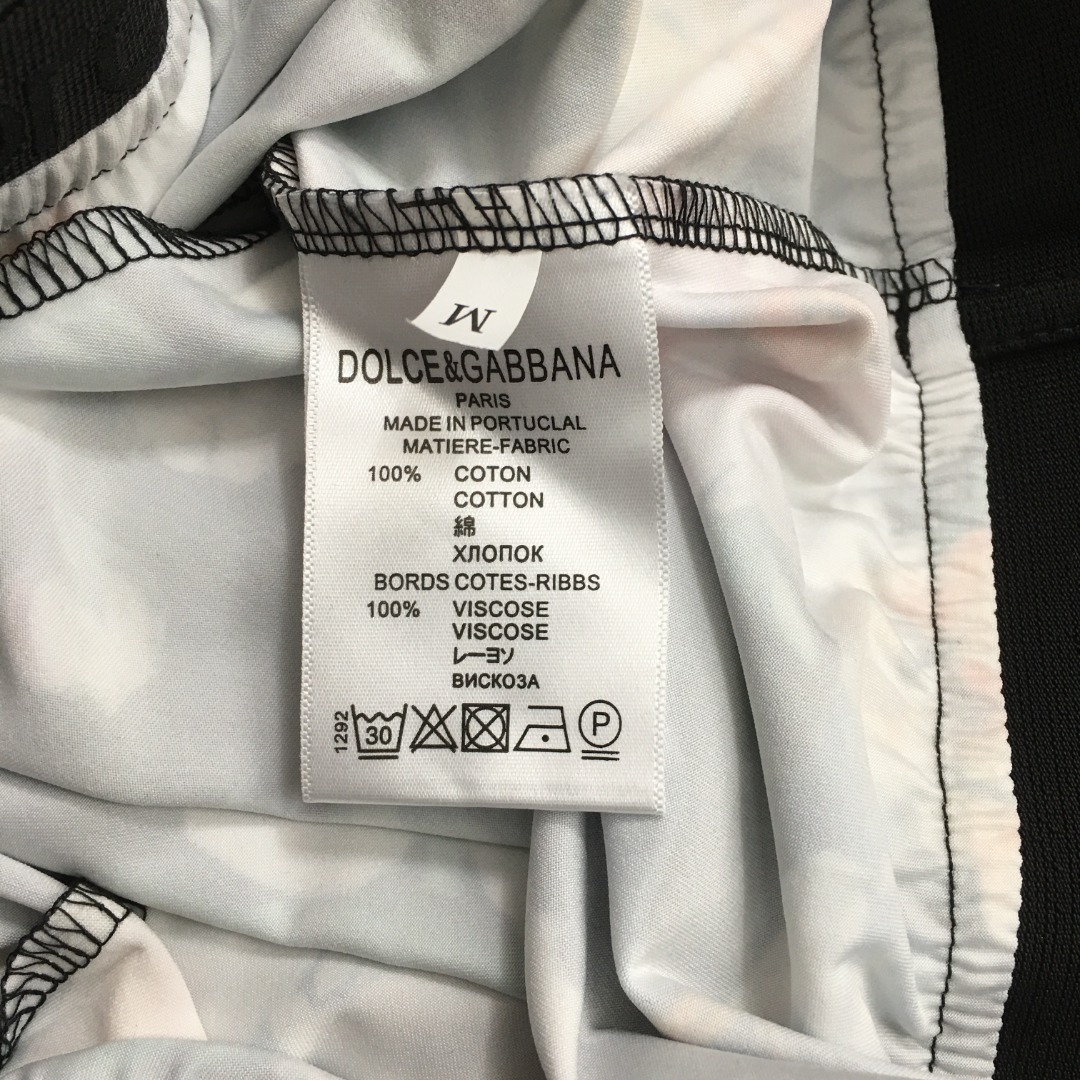 M
DOLCE&GABBANA
PARIS
MADE IN PORTUCLAL
MATIERE-FABRIC
100% COTON
COTTON
綿
ХЛОПОК
BORDS COTES-RIBBS
100% VISCOSE
VISCOSE
レーヨソ
ВИСКОЗА
1292
30
P